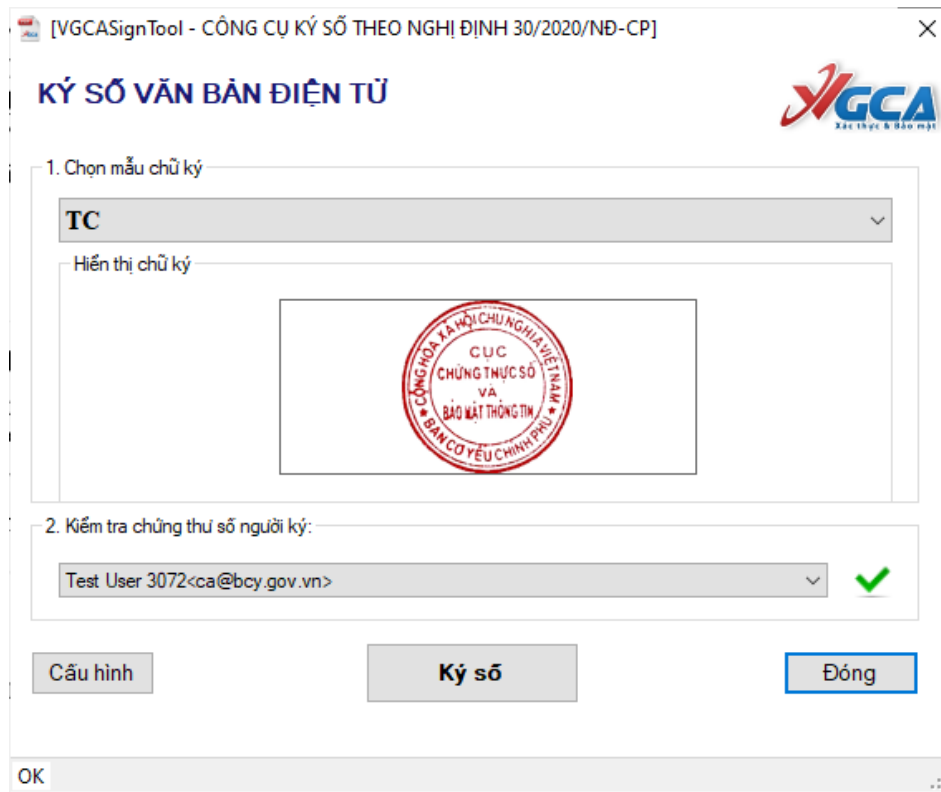 [VGCASignTool - CÔNG CỤ KÝ SỐ THEO NGHỊ ĐỊNH 30/2020/NĐ-CP]
KÝ SỐ VĂN BẢN ĐIỆN TỬ
VGCA
Xác thực & Bảo mật
1. Chọn mẫu chữ ký
TC
Hiển thị chữ ký
CỘNG HÒA XÃ HỘI CHỦ NGHĨA VIỆT NAM
CỤC
CHỨNG THỰC SỐ
VÀ
BẢO MẬT THÔNG TIN
BAN CƠ YẾU CHÍNH PHỦ
2. Kiểm tra chứng thư số người ký:
Test User 3072<ca@bcy.gov.vn>
Cấu hình
Ký số
Đóng
OK